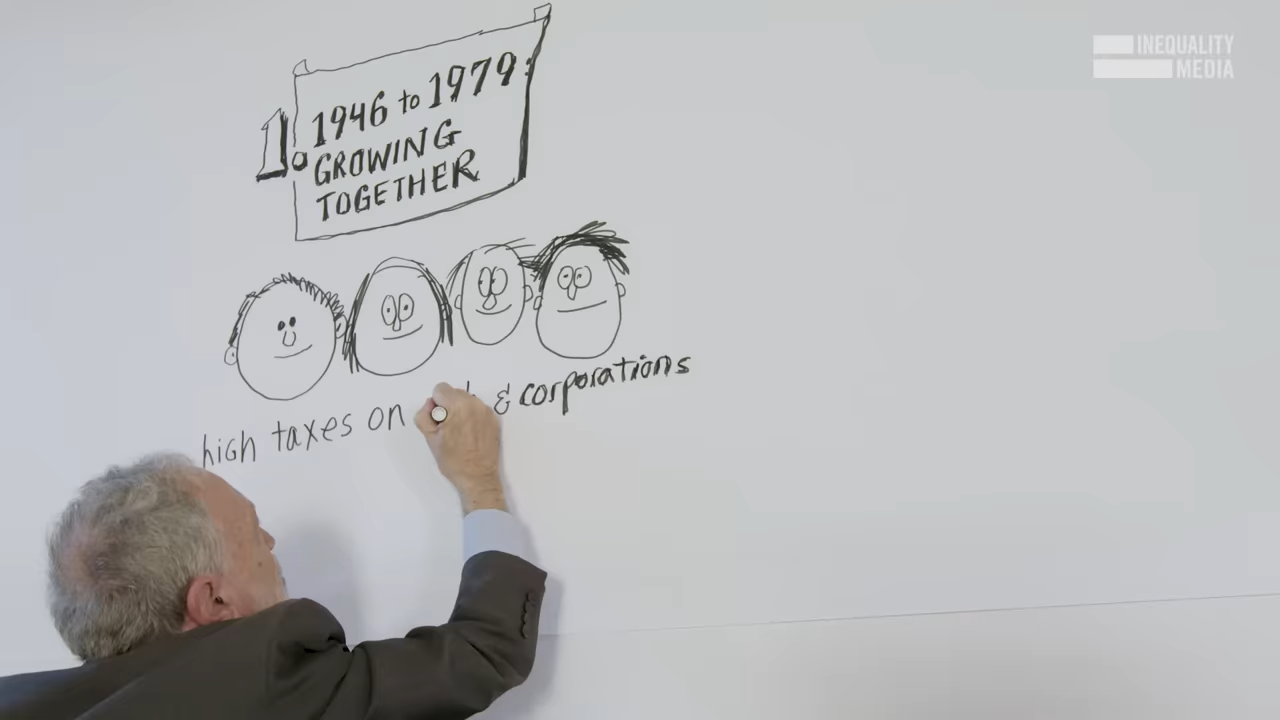 INEQUALITY
MEDIA
1. 1946 to 1979:
GROWING
TOGETHER
high taxes on & corporations